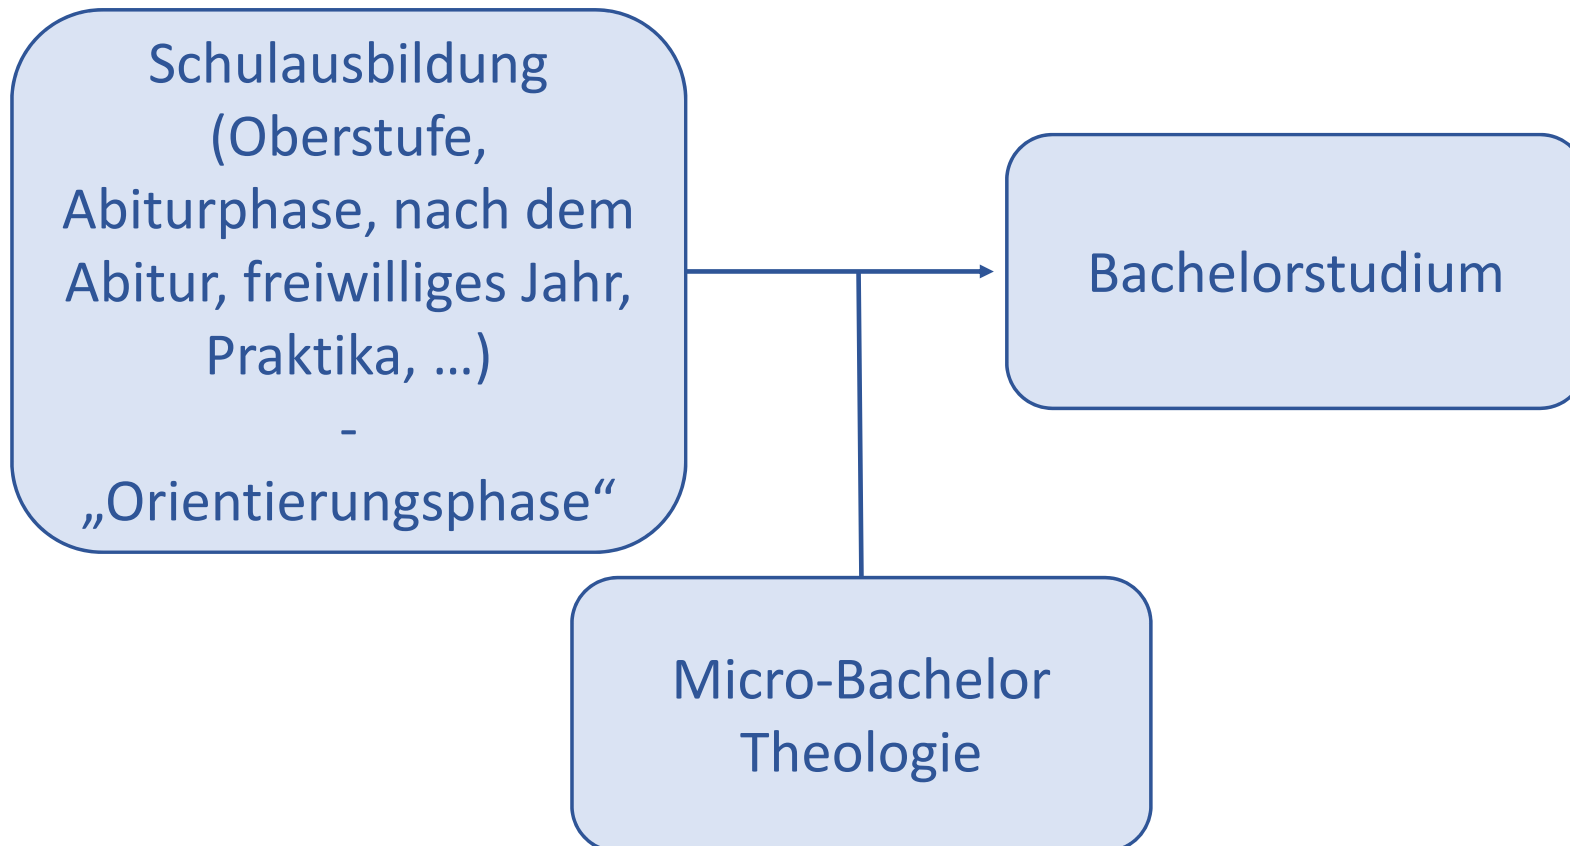 Schulausbildung
(Oberstufe,
Abiturphase, nach dem
Abitur, freiwilliges Jahr,
Praktika, ...)
-
„Orientierungsphase“
Bachelorstudium
Micro-Bachelor
Theologie